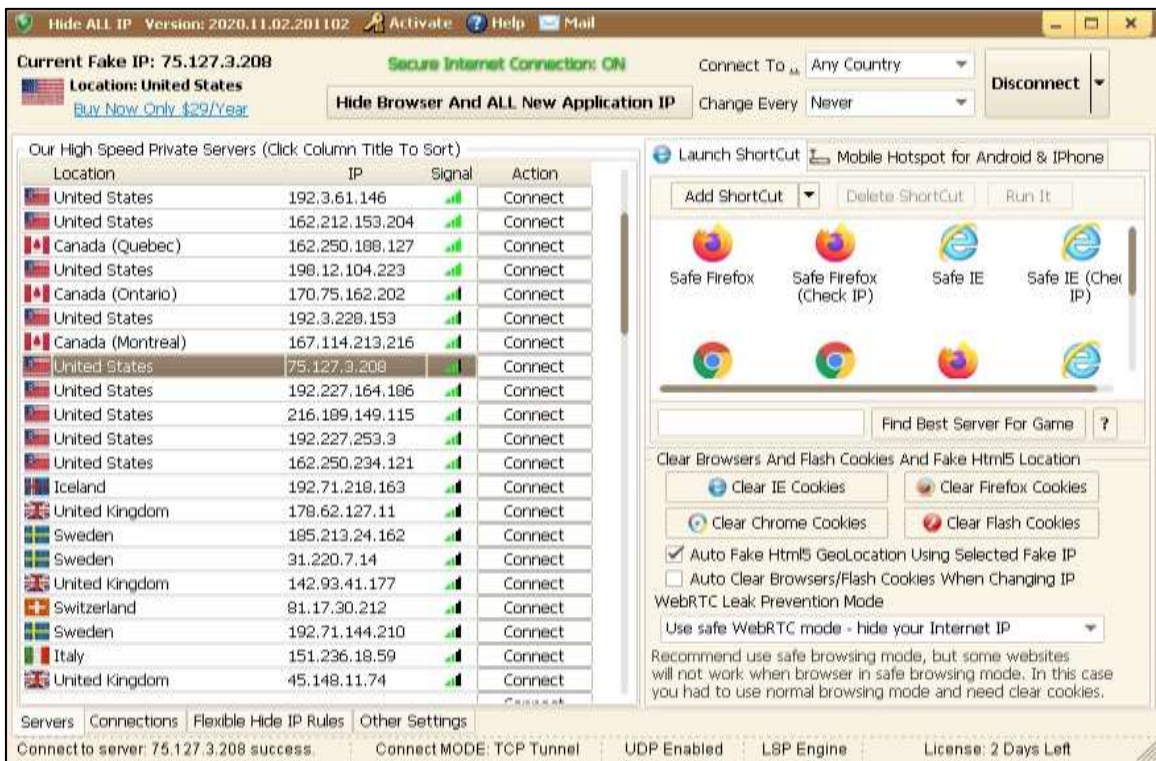 Hide ALL IP Version: 2020.11.02.201102 Activate Help Mail
Current Fake IP: 75.127.3.208
Location: United States
Buy Now Only $29/Year
Secure Internet Connection: ON
Hide Browser And ALL New Application IP
Connect To .. Any Country
Change Every Never
Disconnect
Our High Speed Private Servers (Click Column Title To Sort)
Location IP Signal Action
United States 192.3.61.146 Connect
United States 162.212.153.204 Connect
Canada (Quebec) 162.250.188.127 Connect
United States 198.12.104.223 Connect
Canada (Ontario) 170.75.162.202 Connect
United States 192.3.228.153 Connect
Canada (Montreal) 167.114.213.216 Connect
United States 75.127.3.208 Connect
United States 192.227.164.186 Connect
United States 216.189.149.115 Connect
United States 192.227.253.3 Connect
United States 162.250.234.121 Connect
Iceland 192.71.218.163 Connect
United Kingdom 178.62.127.11 Connect
Sweden 185.213.24.162 Connect
Sweden 31.220.7.14 Connect
United Kingdom 142.93.41.177 Connect
Switzerland 81.17.30.212 Connect
Sweden 192.71.144.210 Connect
Italy 151.236.18.59 Connect
United Kingdom 45.148.11.74 Connect
Launch ShortCut Mobile Hotspot for Android & IPhone
Add ShortCut Delete ShortCut Run It
Safe Firefox Safe Firefox Safe IE Safe IE (Chec
(Check IP) IP)
Find Best Server For Game ?
Clear Browsers And Flash Cookies And Fake Html5 Location
Clear IE Cookies Clear Firefox Cookies
Clear Chrome Cookies Clear Flash Cookies
Auto Fake Html5 GeoLocation Using Selected Fake IP
Auto Clear Browsers/Flash Cookies When Changing IP
WebRTC Leak Prevention Mode
Use safe WebRTC mode - hide your Internet IP
Recommend use safe browsing mode, but some websites
will not work when browser in safe browsing mode. In this case
you had to use normal browsing mode and need clear cookies.
Servers Connections Flexible Hide IP Rules Other Settings
Connect to server: 75.127.3.208 success. Connect MODE: TCP Tunnel UDP Enabled LSP Engine License: 2 Days Left